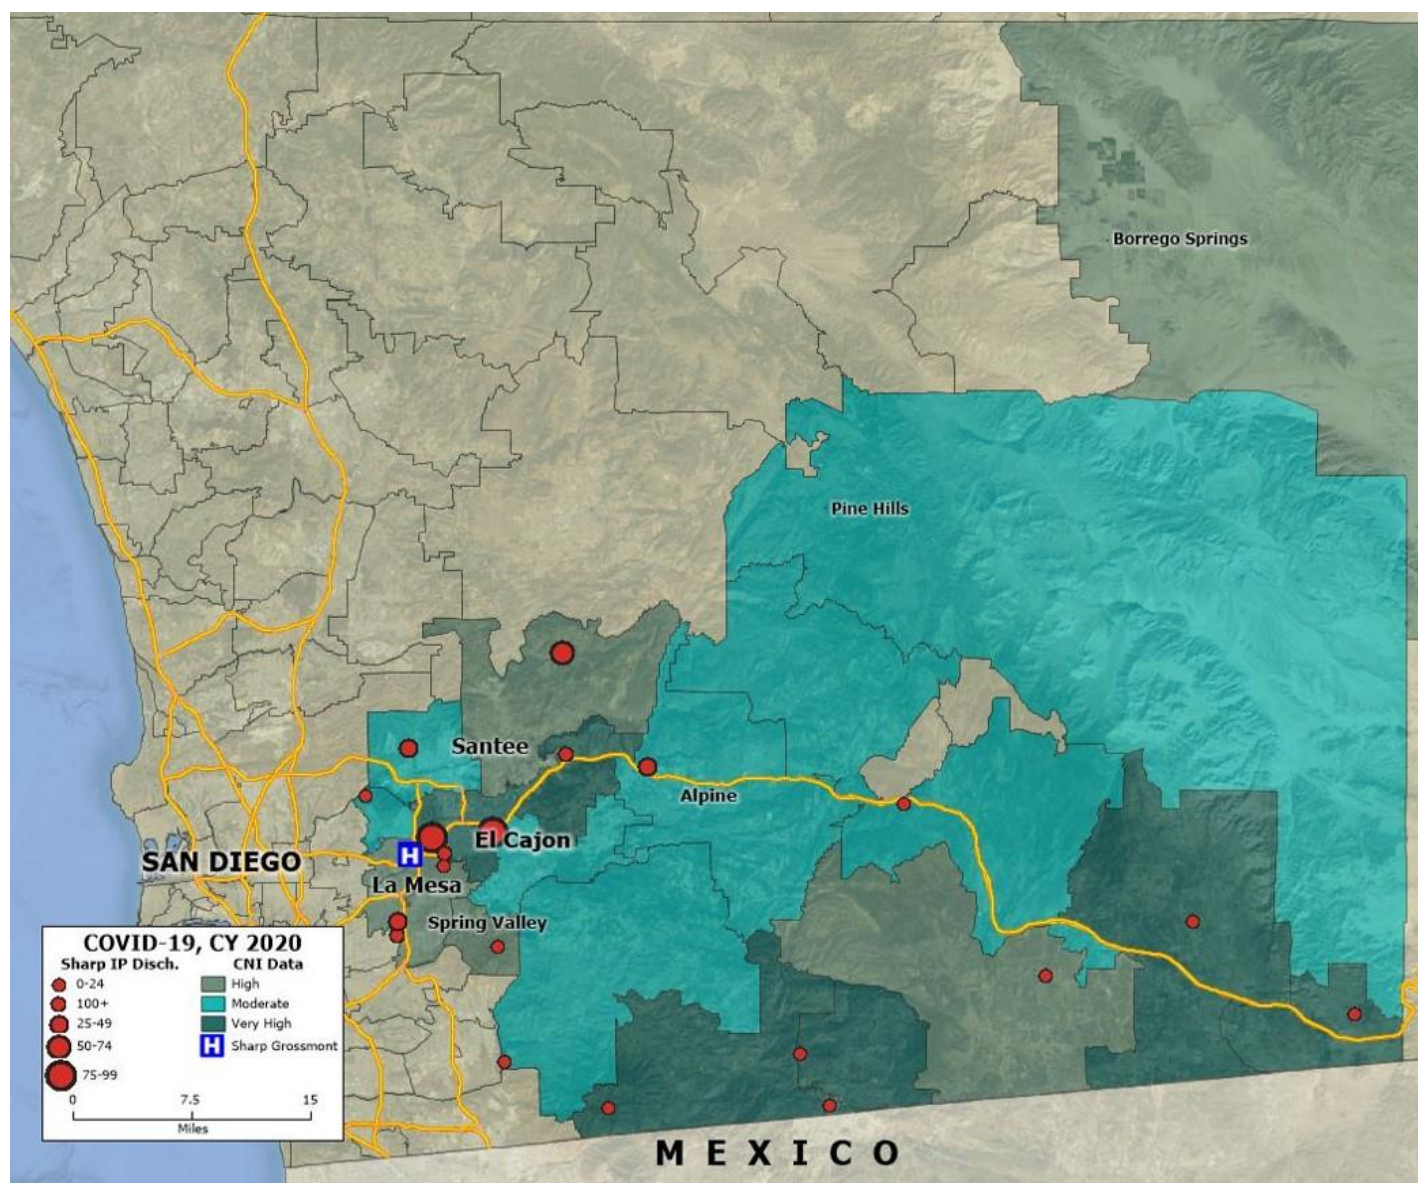 Borrego Springs
Pine Hills
Santee
Alpine
El Cajon
SAN DIEGO
H
La Mesa
Spring Valley
COVID-19, CY 2020
Sharp IP Disch. CNI Data
0-24 High
100+ Moderate
25-49 Very High
50-74 H Sharp Grossmont
75-99
0 7.5 15
Miles
MEXICO